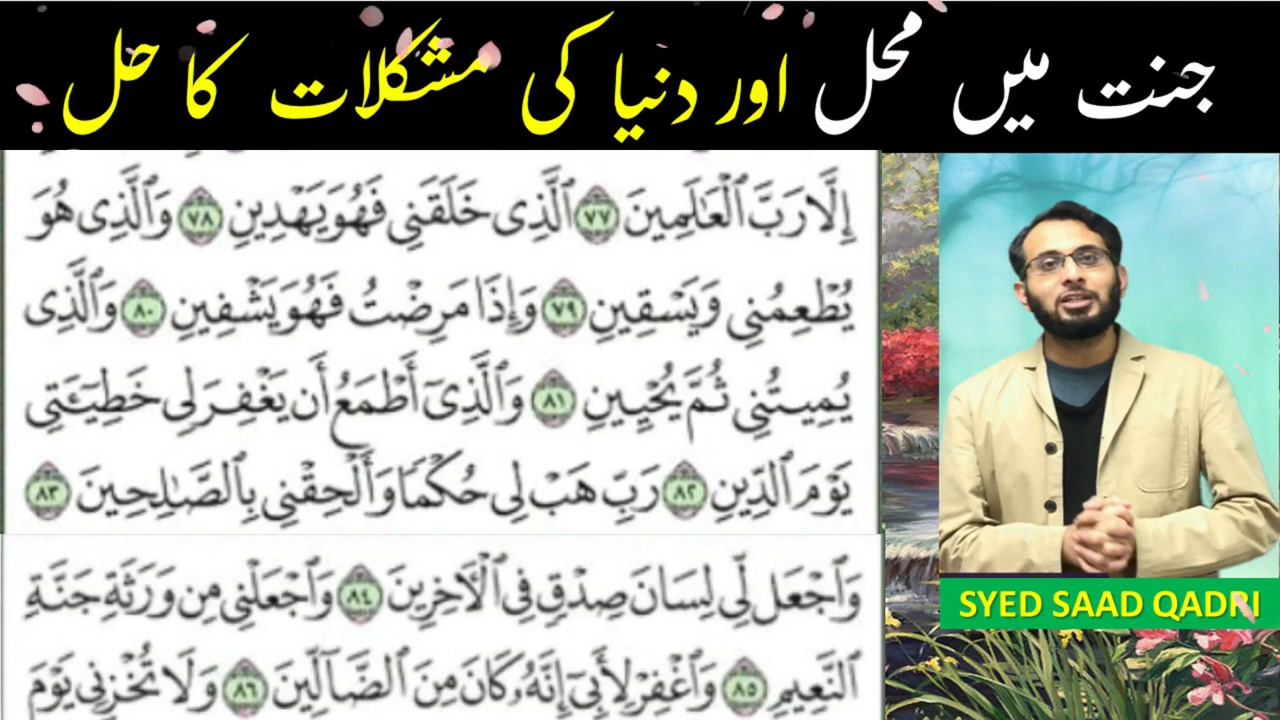 جنت میں محل اور دنیا کی مشکلات کا حل
إِلَّا رَبَّ ٱلْعَـٰلَمِينَ ٧٧ ٱلَّذِى خَلَقَنِى فَهُوَ يَهْدِينِ ٧٨ وَٱلَّذِى هُوَ
يُطْعِمُنِى وَيَسْقِينِ ٧٩ وَإِذَا مَرِضْتُ فَهُوَ يَشْفِينِ ٨٠ وَٱلَّذِى
يُمِيتُنِى ثُمَّ يُحْيِينِ ٨١ وَٱلَّذِىٓ أَطْمَعُ أَن يَغْفِرَ لِى خَطِيٓـَٔتِى
يَوْمَ ٱلدِّينِ ٨٢ رَبِّ هَبْ لِى حُكْمًا وَأَلْحِقْنِى بِٱلصَّـٰلِحِينَ ٨٣
وَٱجْعَل لِّى لِسَانَ صِدْقٍ فِى ٱلْـَٔاخِرِينَ ٨٤ وَٱجْعَلْنِى مِن وَرَثَةِ جَنَّةِ
ٱلنَّعِيمِ ٨٥ وَٱغْفِرْ لِأَبِىٓ إِنَّهُۥ كَانَ مِنَ ٱلضَّآلِّينَ ٨٦ وَلَا تُخْزِنِى يَوْمَ
SYED SAAD QADRI